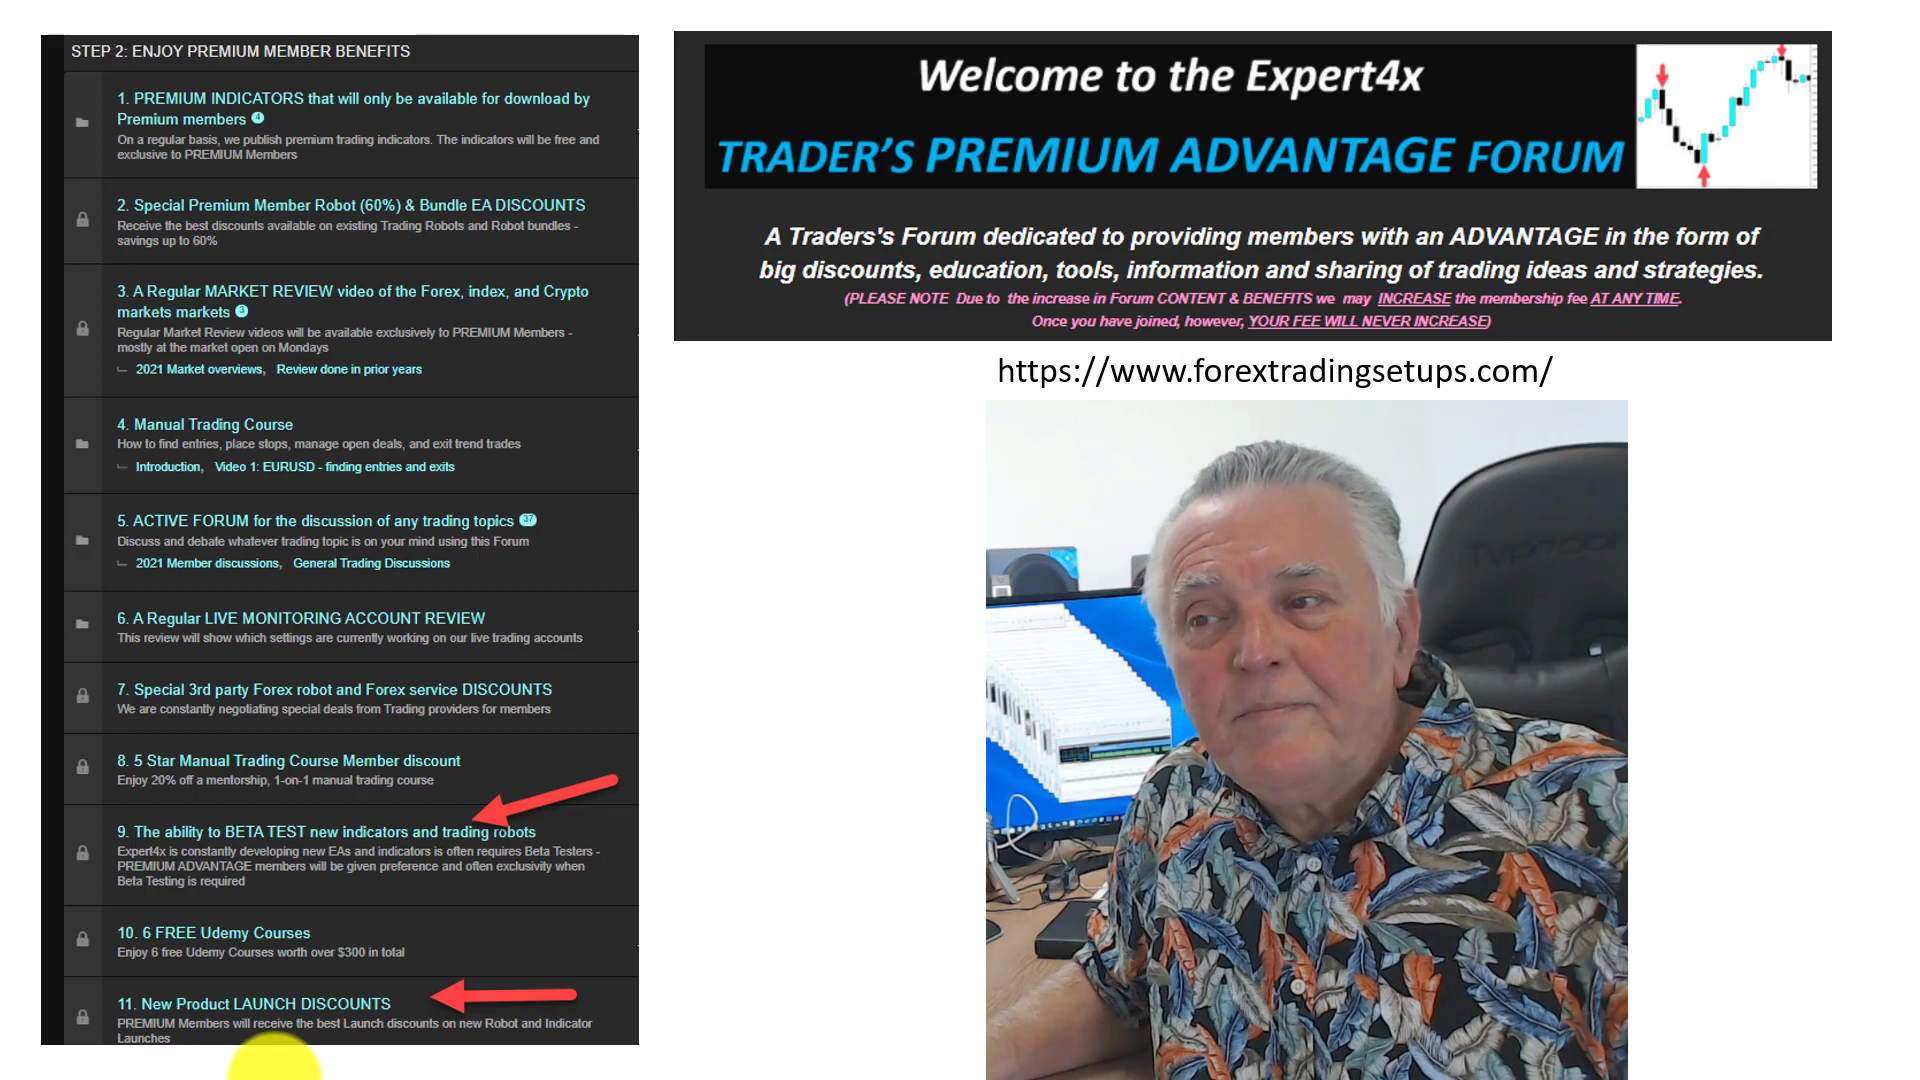 STEP 2: ENJOY PREMIUM MEMBER BENEFITS
1. PREMIUM INDICATORS that will only be available for download by
Premium members 4
On a regular basis, we publish premium trading indicators. The indicators will be free and
exclusive to PREMIUM Members
2. Special Premium Member Robot (60%) & Bundle EA DISCOUNTS
Receive the best discounts available on existing Trading Robots and Robot bundles -
savings up to 60%
3. A Regular MARKET REVIEW video of the Forex, index, and Crypto
markets markets 3
Regular Market Review videos will be available exclusively to PREMIUM Members -
mostly at the market open on Mondays
2021 Market overviews, Review done in prior years
4. Manual Trading Course
How to find entries, place stops, manage open deals, and exit trend trades
Introduction, Video 1: EURUSD - finding entries and exits
5. ACTIVE FORUM for the discussion of any trading topics 37
Discuss and debate whatever trading topic is on your mind using this Forum
2021 Member discussions, General Trading Discussions
6. A Regular LIVE MONITORING ACCOUNT REVIEW
This review will show which settings are currently working on our live trading accounts
7. Special 3rd party Forex robot and Forex service DISCOUNTS
We are constantly negotiating special deals from Trading providers for members
8. 5 Star Manual Trading Course Member discount
Enjoy 20% off a mentorship, 1-on-1 manual trading course
9. The ability to BETA TEST new indicators and trading robots
Expert4x is constantly developing new EAs and indicators is often requires Beta Testers -
PREMIUM ADVANTAGE members will be given preference and often exclusivity when
Beta Testing is required
10. 6 FREE Udemy Courses
Enjoy 6 free Udemy Courses worth over $300 in total
11. New Product LAUNCH DISCOUNTS
PREMIUM Members will receive the best Launch discounts on new Robot and Indicator
Launches
Welcome to the Expert4x
TRADER'S PREMIUM ADVANTAGE FORUM
A Traders's Forum dedicated to providing members with an ADVANTAGE in the form of
big discounts, education, tools, information and sharing of trading ideas and strategies.
(PLEASE NOTE Due to the increase in Forum CONTENT & BENEFITS we may INCREASE the membership fee AT ANY TIME.
Once you have joined, however, YOUR FEE WILL NEVER INCREASE)
https://www.forextradingsetups.com/